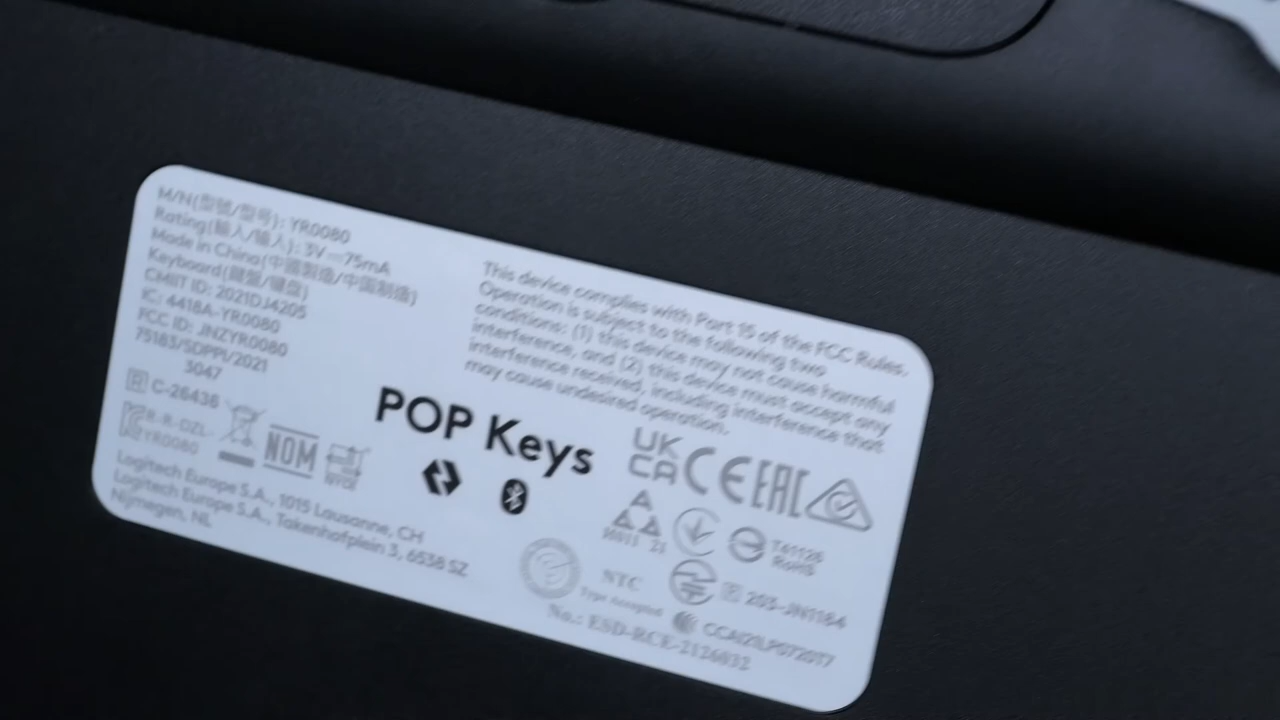 M/N(型號/型号): YR0080
Rating(輸入/输入): 3V⎓75mA
Made in China(中國製造/中国制造)
Keyboard(鍵盤/键盘)
CMIIT ID: 2021DJ4205
IC: 4418A-YR0080
FCC ID: JNZYR0080
75183/SDPPI/2021
3047
R C-26438
R-R-DZL-
YR0080
NOM
Logitech Europe S.A., 1015 Lausanne, CH
Logitech Europe S.A., Takenhofplein 3, 6538 SZ
Nijmegen, NL
POP Keys
This device complies with Part 15 of the FCC Rules.
Operation is subject to the following two
conditions: (1) this device may not cause harmful
interference, and (2) this device must accept any
interference received, including interference that
may cause undesired operation.
UK
CA CE EAC
T41126
RoHS
203-JN1164
NTC
Type Accepted
No.: ESD-RCE-2126032
CCAI21LP0720T7